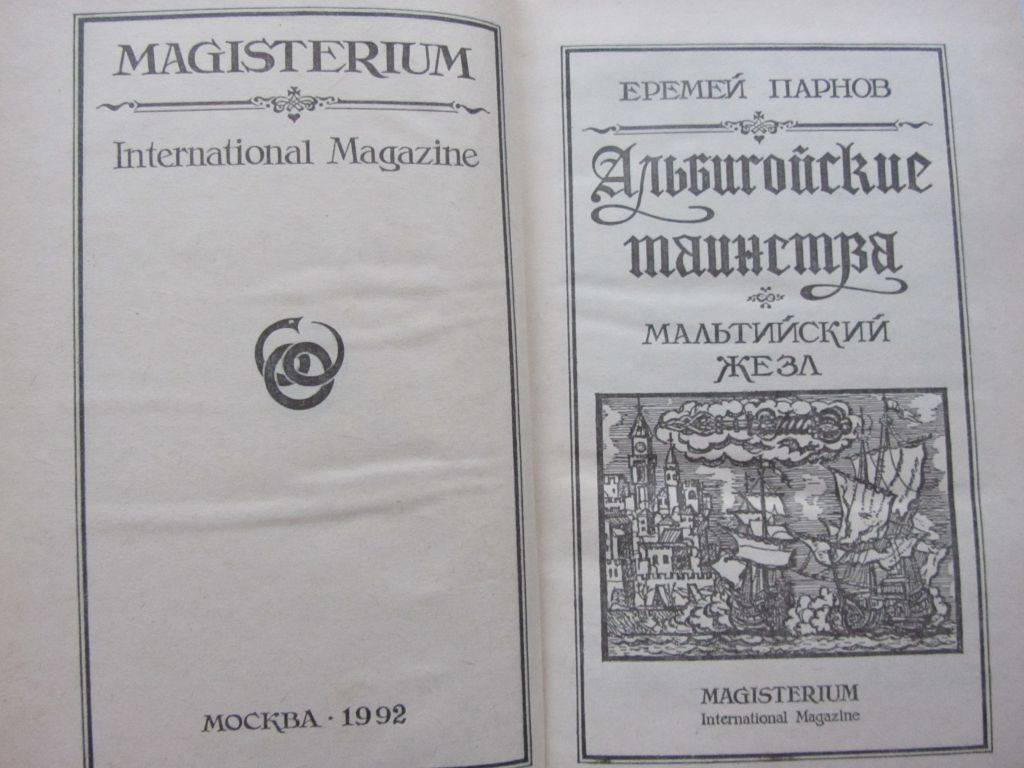 MAGISTERIUM
International Magazine
МОСКВА · 1992
ЕРЕМЕЙ ПАРНОВ
Альбигойские
таинства
МАЛЬТИЙСКИЙ
ЖЕЗЛ
MAGISTERIUM
International Magazine